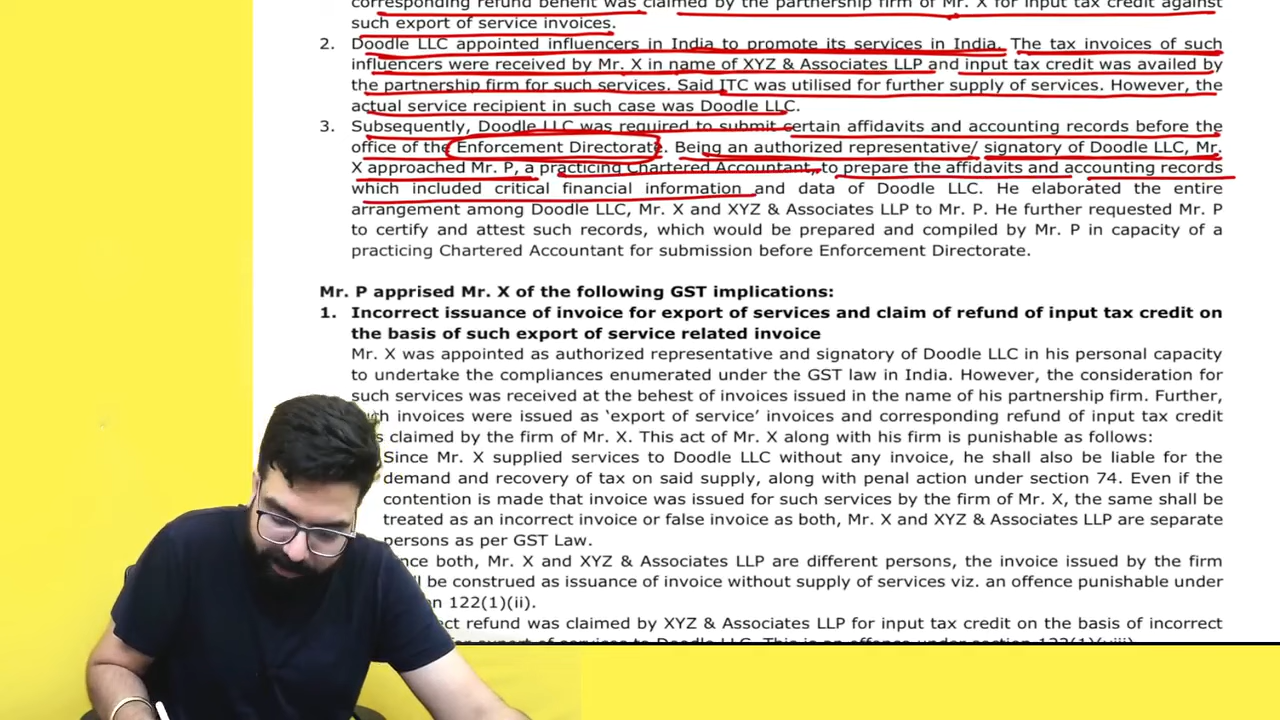 corresponding refund benefit was claimed by the partnership firm of Mr. X for input tax credit against
such export of service invoices.
2. Doodle LLC appointed influencers in India to promote its services in India. The tax invoices of such
influencers were received by Mr. X in name of XYZ & Associates LLP and input tax credit was availed by
the partnership firm for such services. Said ITC was utilised for further supply of services. However, the
actual service recipient in such case was Doodle LLC.
3. Subsequently, Doodle LLC was required to submit certain affidavits and accounting records before the
office of the Enforcement Directorate. Being an authorized representative/ signatory of Doodle LLC, Mr.
X approached Mr. P, a practicing Chartered Accountant, to prepare the affidavits and accounting records
which included critical financial information and data of Doodle LLC. He elaborated the entire
arrangement among Doodle LLC, Mr. X and XYZ & Associates LLP to Mr. P. He further requested Mr. P
to certify and attest such records, which would be prepared and compiled by Mr. P in capacity of a
practicing Chartered Accountant for submission before Enforcement Directorate.
Mr. P apprised Mr. X of the following GST implications:
1. Incorrect issuance of invoice for export of services and claim of refund of input tax credit on
the basis of such export of service related invoice
Mr. X was appointed as authorized representative and signatory of Doodle LLC in his personal capacity
to undertake the compliances enumerated under the GST law in India. However, the consideration for
such services was received at the behest of invoices issued in the name of his partnership firm. Further,
invoices were issued as ‘export of service’ invoices and corresponding refund of input tax credit
claimed by the firm of Mr. X. This act of Mr. X along with his firm is punishable as follows:
Since Mr. X supplied services to Doodle LLC without any invoice, he shall also be liable for the
demand and recovery of tax on said supply, along with penal action under section 74. Even if the
contention is made that invoice was issued for such services by the firm of Mr. X, the same shall be
treated as an incorrect invoice or false invoice as both, Mr. X and XYZ & Associates LLP are separate
persons as per GST Law.
both, Mr. X and XYZ & Associates LLP are different persons, the invoice issued by the firm
be construed as issuance of invoice without supply of services viz. an offence punishable under
122(1)(ii).
refund was claimed by XYZ & Associates LLP for input tax credit on the basis of incorrect
for export of services to Doodle LLC. This is an offence under section 122(1)(viii).